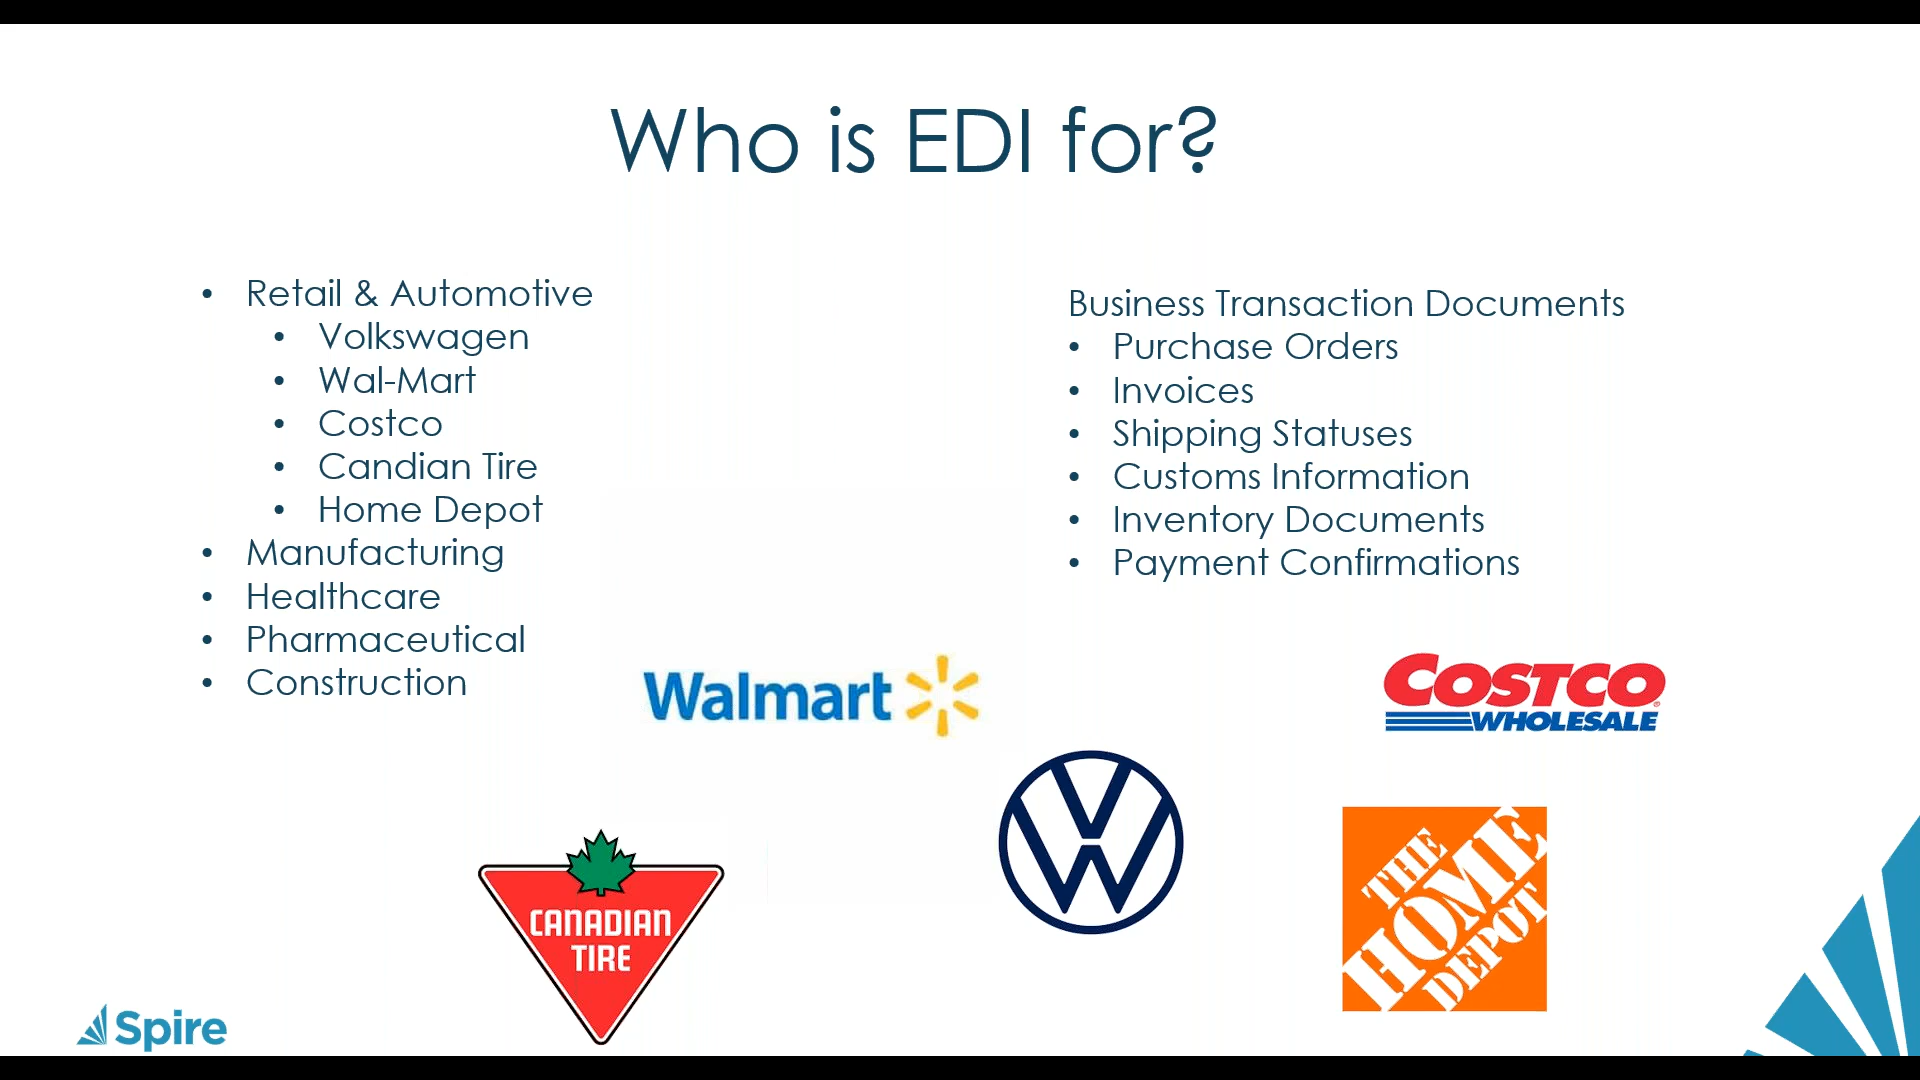 Who is EDI for?
• Retail & Automotive
• Volkswagen
• Wal-Mart
• Costco
• Candian Tire
• Home Depot
• Manufacturing
• Healthcare
• Pharmaceutical
• Construction
Business Transaction Documents
• Purchase Orders
• Invoices
• Shipping Statuses
• Customs Information
• Inventory Documents
• Payment Confirmations
Walmart
COSTCO
WHOLESALE
CANADIAN
TIRE
THE
HOME
DEPOT
Spire